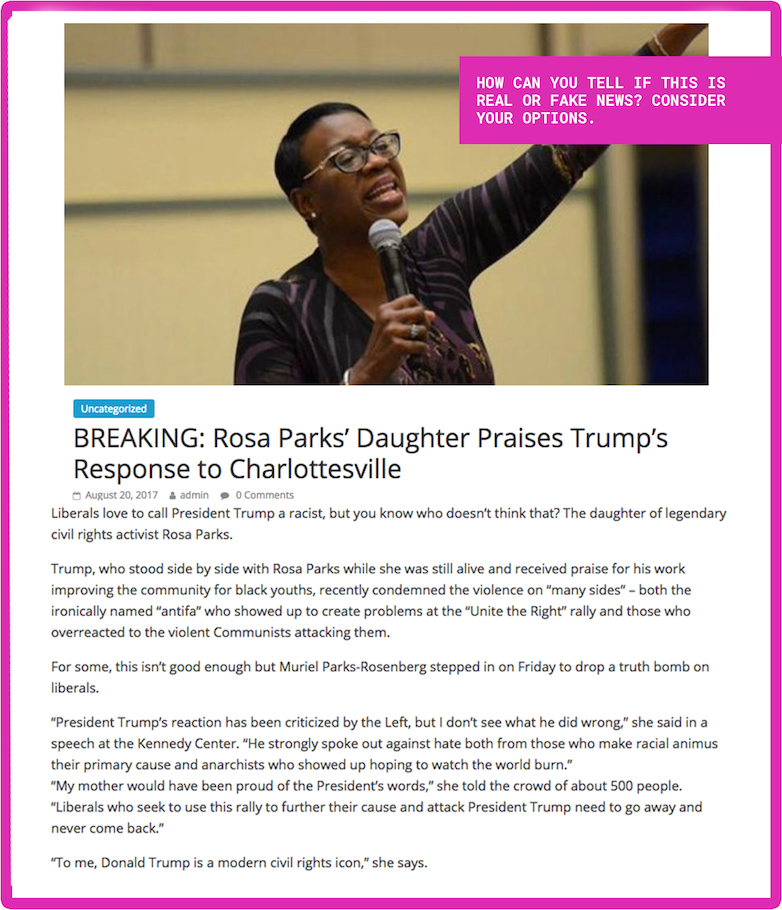 HOW CAN YOU TELL IF THIS IS
REAL OR FAKE NEWS? CONSIDER
YOUR OPTIONS.
Uncategorized
BREAKING: Rosa Parks’ Daughter Praises Trump’s
Response to Charlottesville
August 20, 2017 admin 0 Comments
Liberals love to call President Trump a racist, but you know who doesn’t think that? The daughter of legendary
civil rights activist Rosa Parks.
Trump, who stood side by side with Rosa Parks while she was still alive and received praise for his work
improving the community for black youths, recently condemned the violence on “many sides” – both the
ironically named “antifa” who showed up to create problems at the “Unite the Right” rally and those who
overreacted to the violent Communists attacking them.
For some, this isn’t good enough but Muriel Parks-Rosenberg stepped in on Friday to drop a truth bomb on
liberals.
“President Trump’s reaction has been criticized by the Left, but I don’t see what he did wrong,” she said in a
speech at the Kennedy Center. “He strongly spoke out against hate both from those who make racial animus
their primary cause and anarchists who showed up hoping to watch the world burn.”
“My mother would have been proud of the President’s words,” she told the crowd of about 500 people.
“Liberals who seek to use this rally to further their cause and attack President Trump need to go away and
never come back.”
“To me, Donald Trump is a modern civil rights icon,” she says.